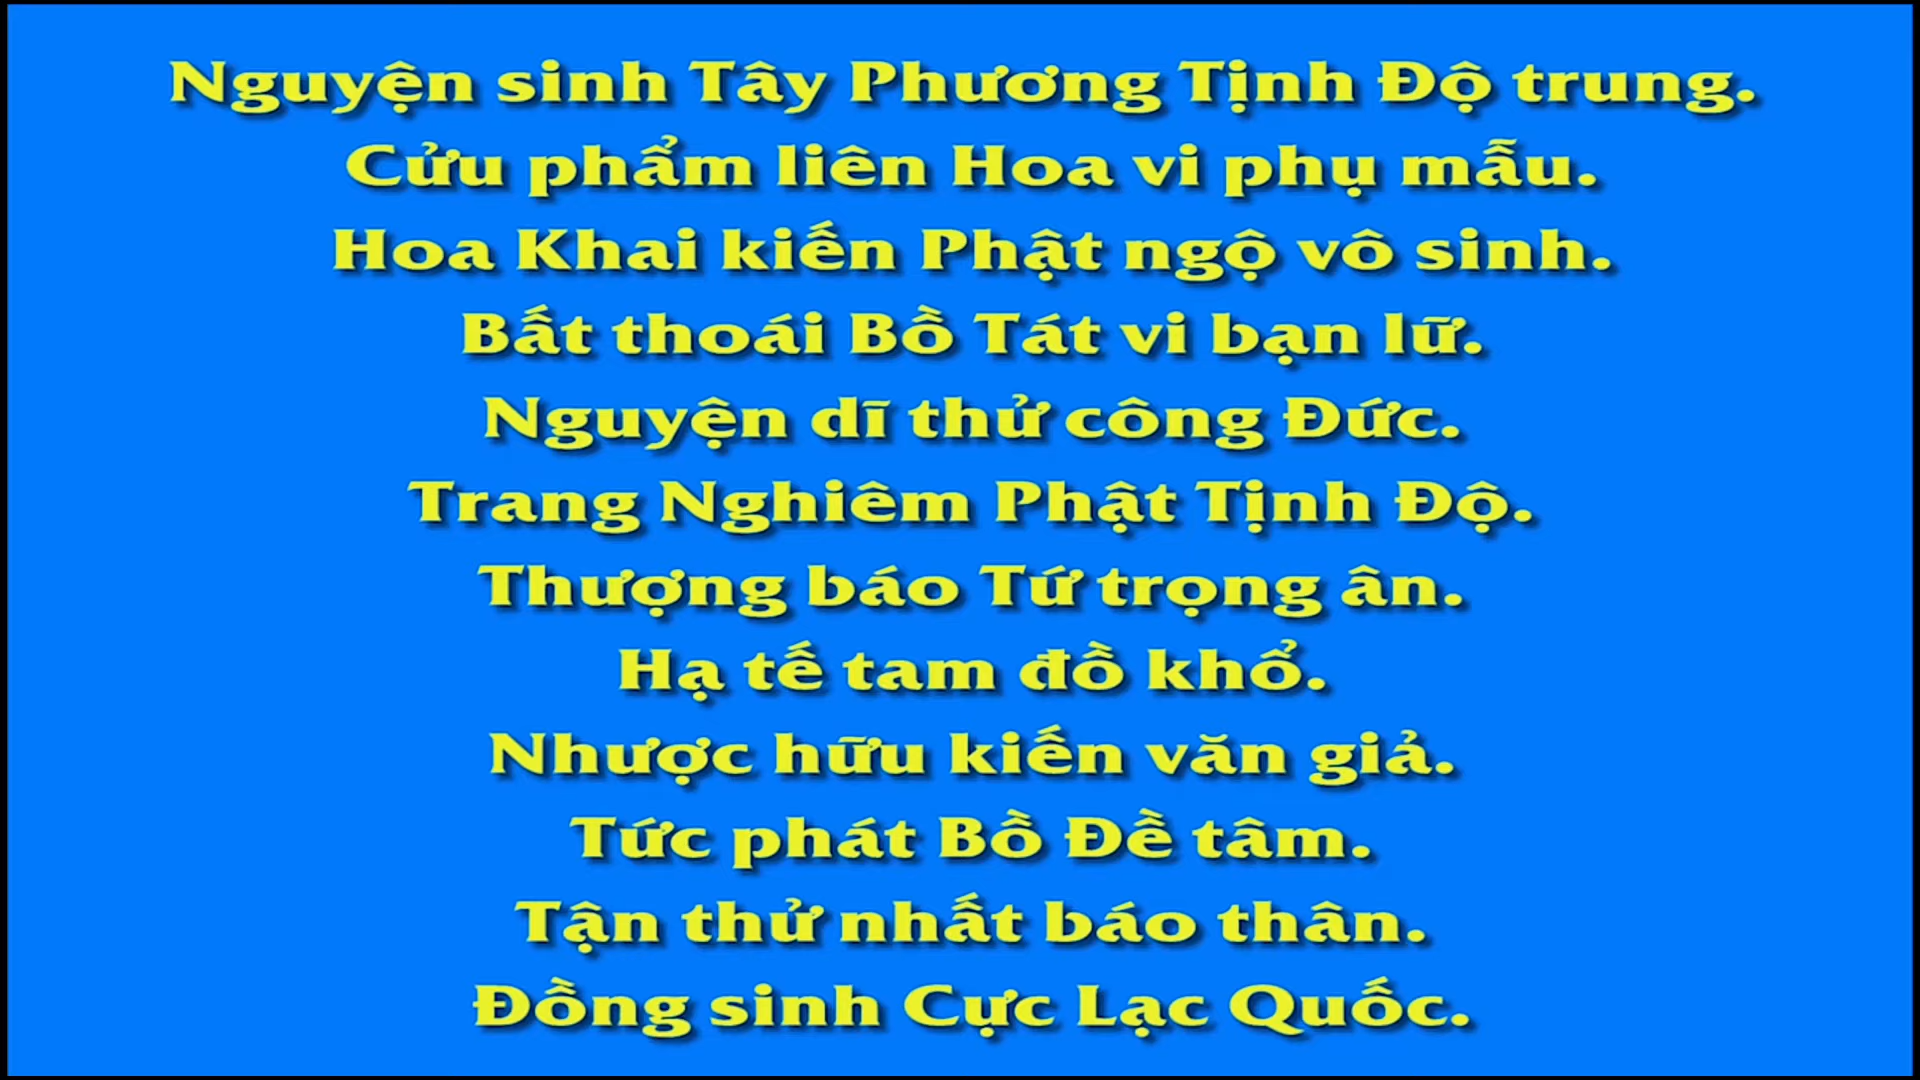 Nguyện sinh Tây Phương Tịnh Độ trung.
Cửu phẩm liên Hoa vi phụ mẫu.
Hoa Khai kiến Phật ngộ vô sinh.
Bất thoái Bồ Tát vi bạn lữ.
Nguyện dĩ thử công Đức.
Trang Nghiêm Phật Tịnh Độ.
Thượng báo Tứ trọng ân.
Hạ tế tam đồ khổ.
Nhược hữu kiến văn giả.
Tức phát Bồ Đề tâm.
Tận thử nhất báo thân.
Đồng sinh Cực Lạc Quốc.